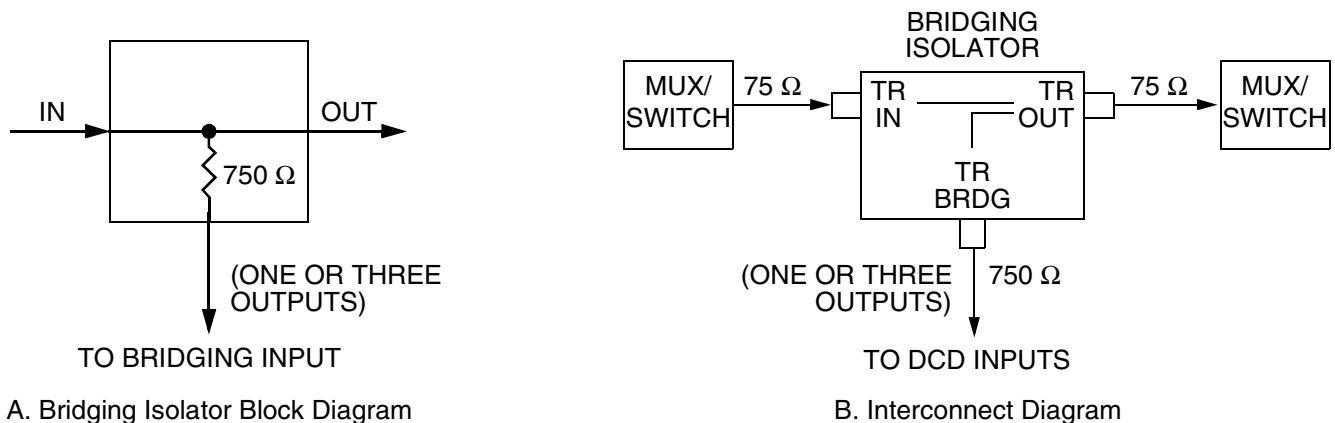 IN
OUT
750 Ω
(ONE OR THREE
OUTPUTS)
TO BRIDGING INPUT
A. Bridging Isolator Block Diagram
BRIDGING
ISOLATOR
MUX/
SWITCH
75 Ω
TR
IN
TR
OUT
TR
BRDG
75 Ω
MUX/
SWITCH
(ONE OR THREE
OUTPUTS)
750 Ω
TO DCD INPUTS
B. Interconnect Diagram